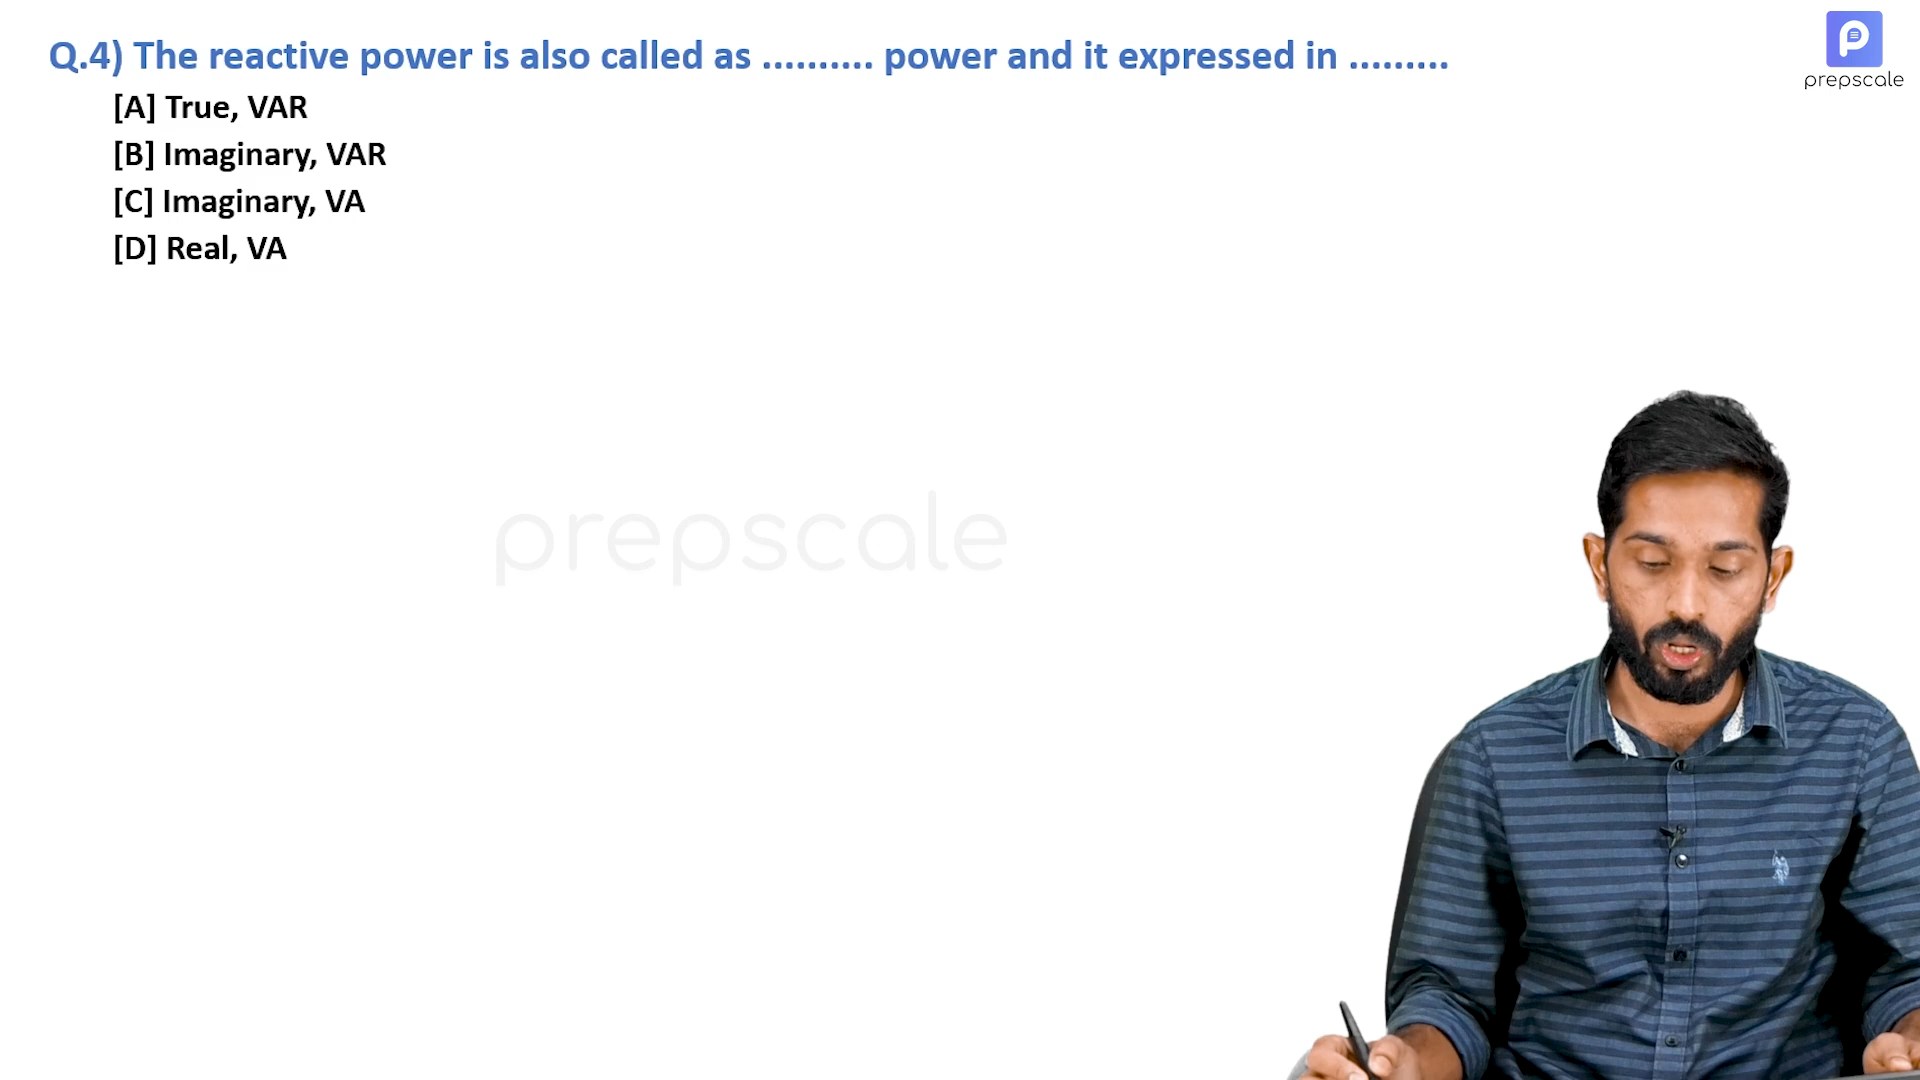 Q.4) The reactive power is also called as .......... power and it expressed in .........
[A] True, VAR
[B] Imaginary, VAR
[C] Imaginary, VA
[D] Real, VA
prepscale
prepscale